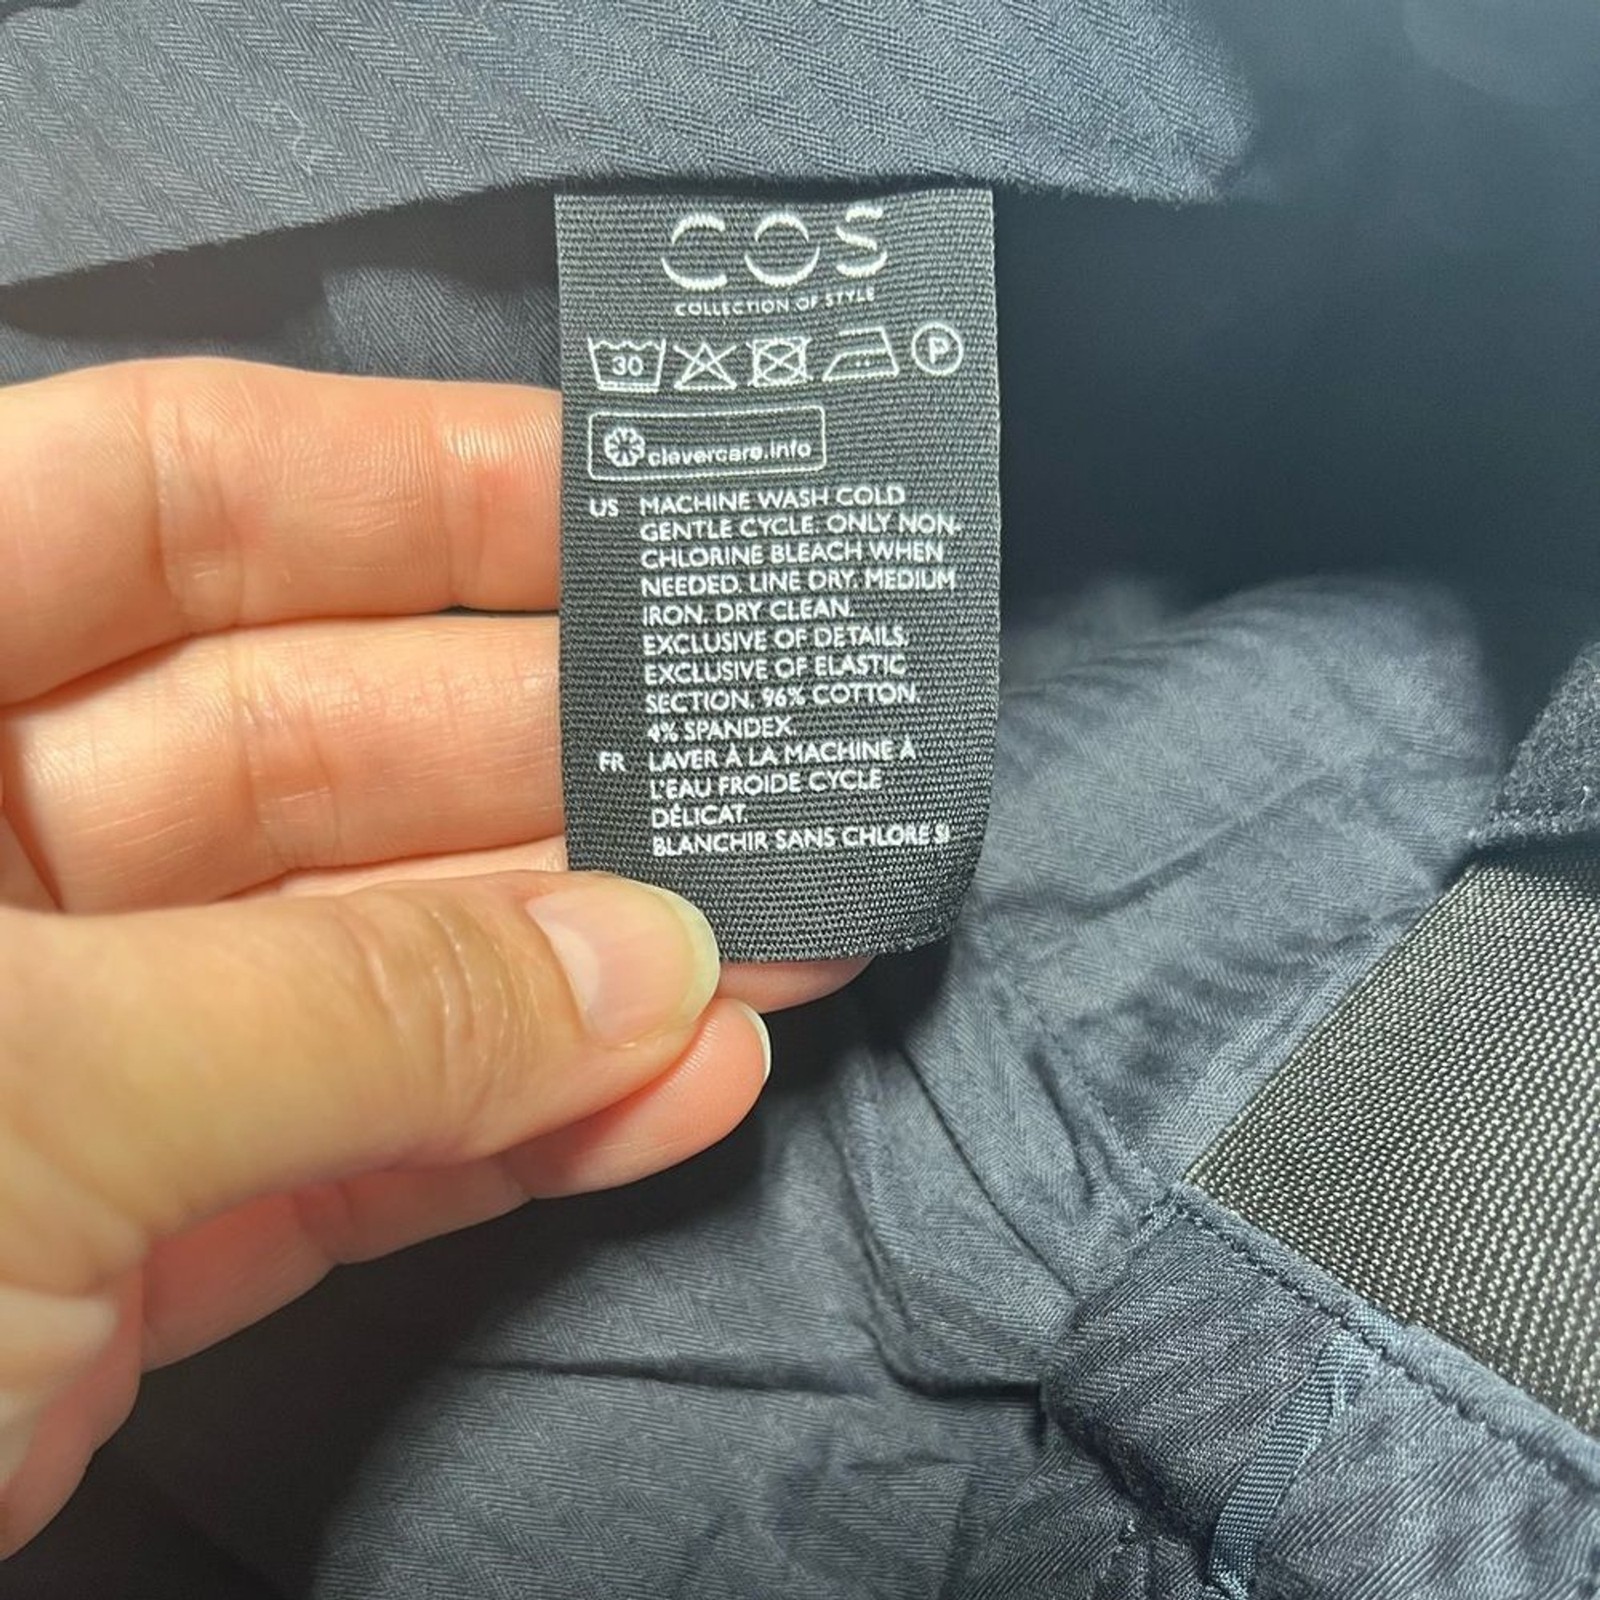 COS
COLLECTION OF STYLE
30 P
clevercare.info
US MACHINE WASH COLD
GENTLE CYCLE. ONLY NON-
CHLORINE BLEACH WHEN
NEEDED. LINE DRY. MEDIUM
IRON. DRY CLEAN.
EXCLUSIVE OF DETAILS.
EXCLUSIVE OF ELASTIC
SECTION. 96% COTTON.
4% SPANDEX.
FR LAVER À LA MACHINE À
L'EAU FROIDE CYCLE
DÉLICAT.
BLANCHIR SANS CHLORE SI